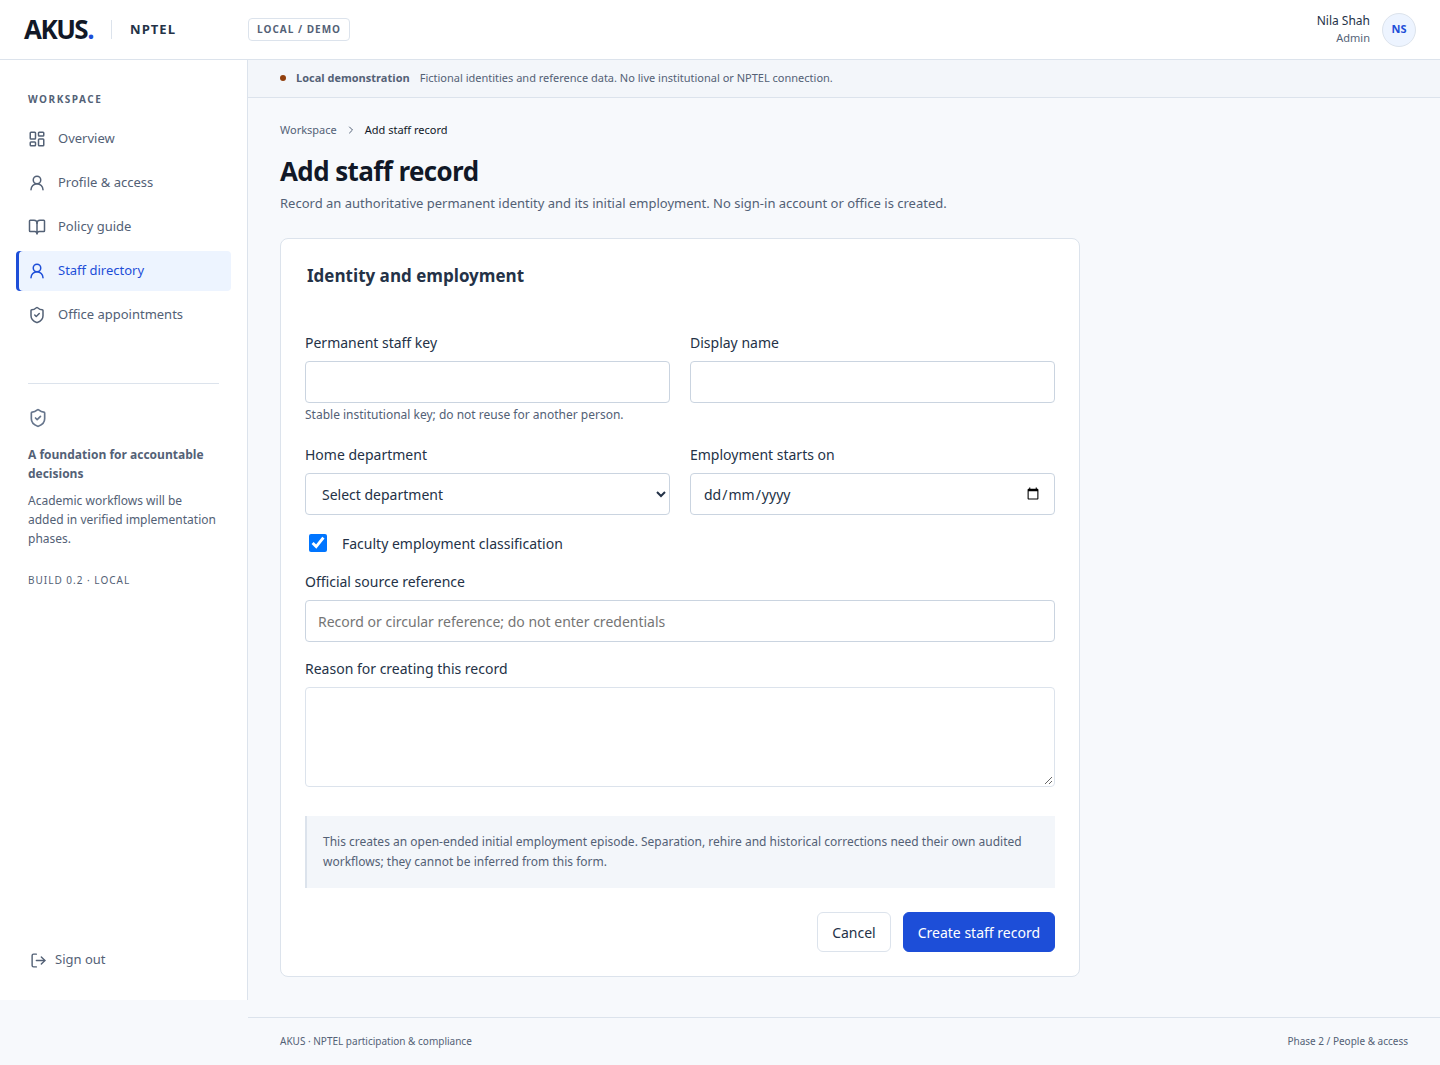 AKUS.
NPTEL
LOCAL / DEMO
Nila Shah
Admin
NS
WORKSPACE
Overview
Profile & access
Policy guide
Staff directory
Office appointments
A foundation for accountable
decisions
Academic workflows will be
added in verified implementation
phases.
BUILD 0.2 · LOCAL
Sign out
Local demonstration Fictional identities and reference data. No live institutional or NPTEL connection.
Workspace > Add staff record
Add staff record
Record an authoritative permanent identity and its initial employment. No sign-in account or office is created.
Identity and employment
Permanent staff key
Display name
Stable institutional key; do not reuse for another person.
Home department
Employment starts on
Select department
dd/mm/yyyy
Faculty employment classification
Official source reference
Record or circular reference; do not enter credentials
Reason for creating this record
This creates an open-ended initial employment episode. Separation, rehire and historical corrections need their own audited
workflows; they cannot be inferred from this form.
Cancel
Create staff record
AKUS · NPTEL participation & compliance
Phase 2 / People & access